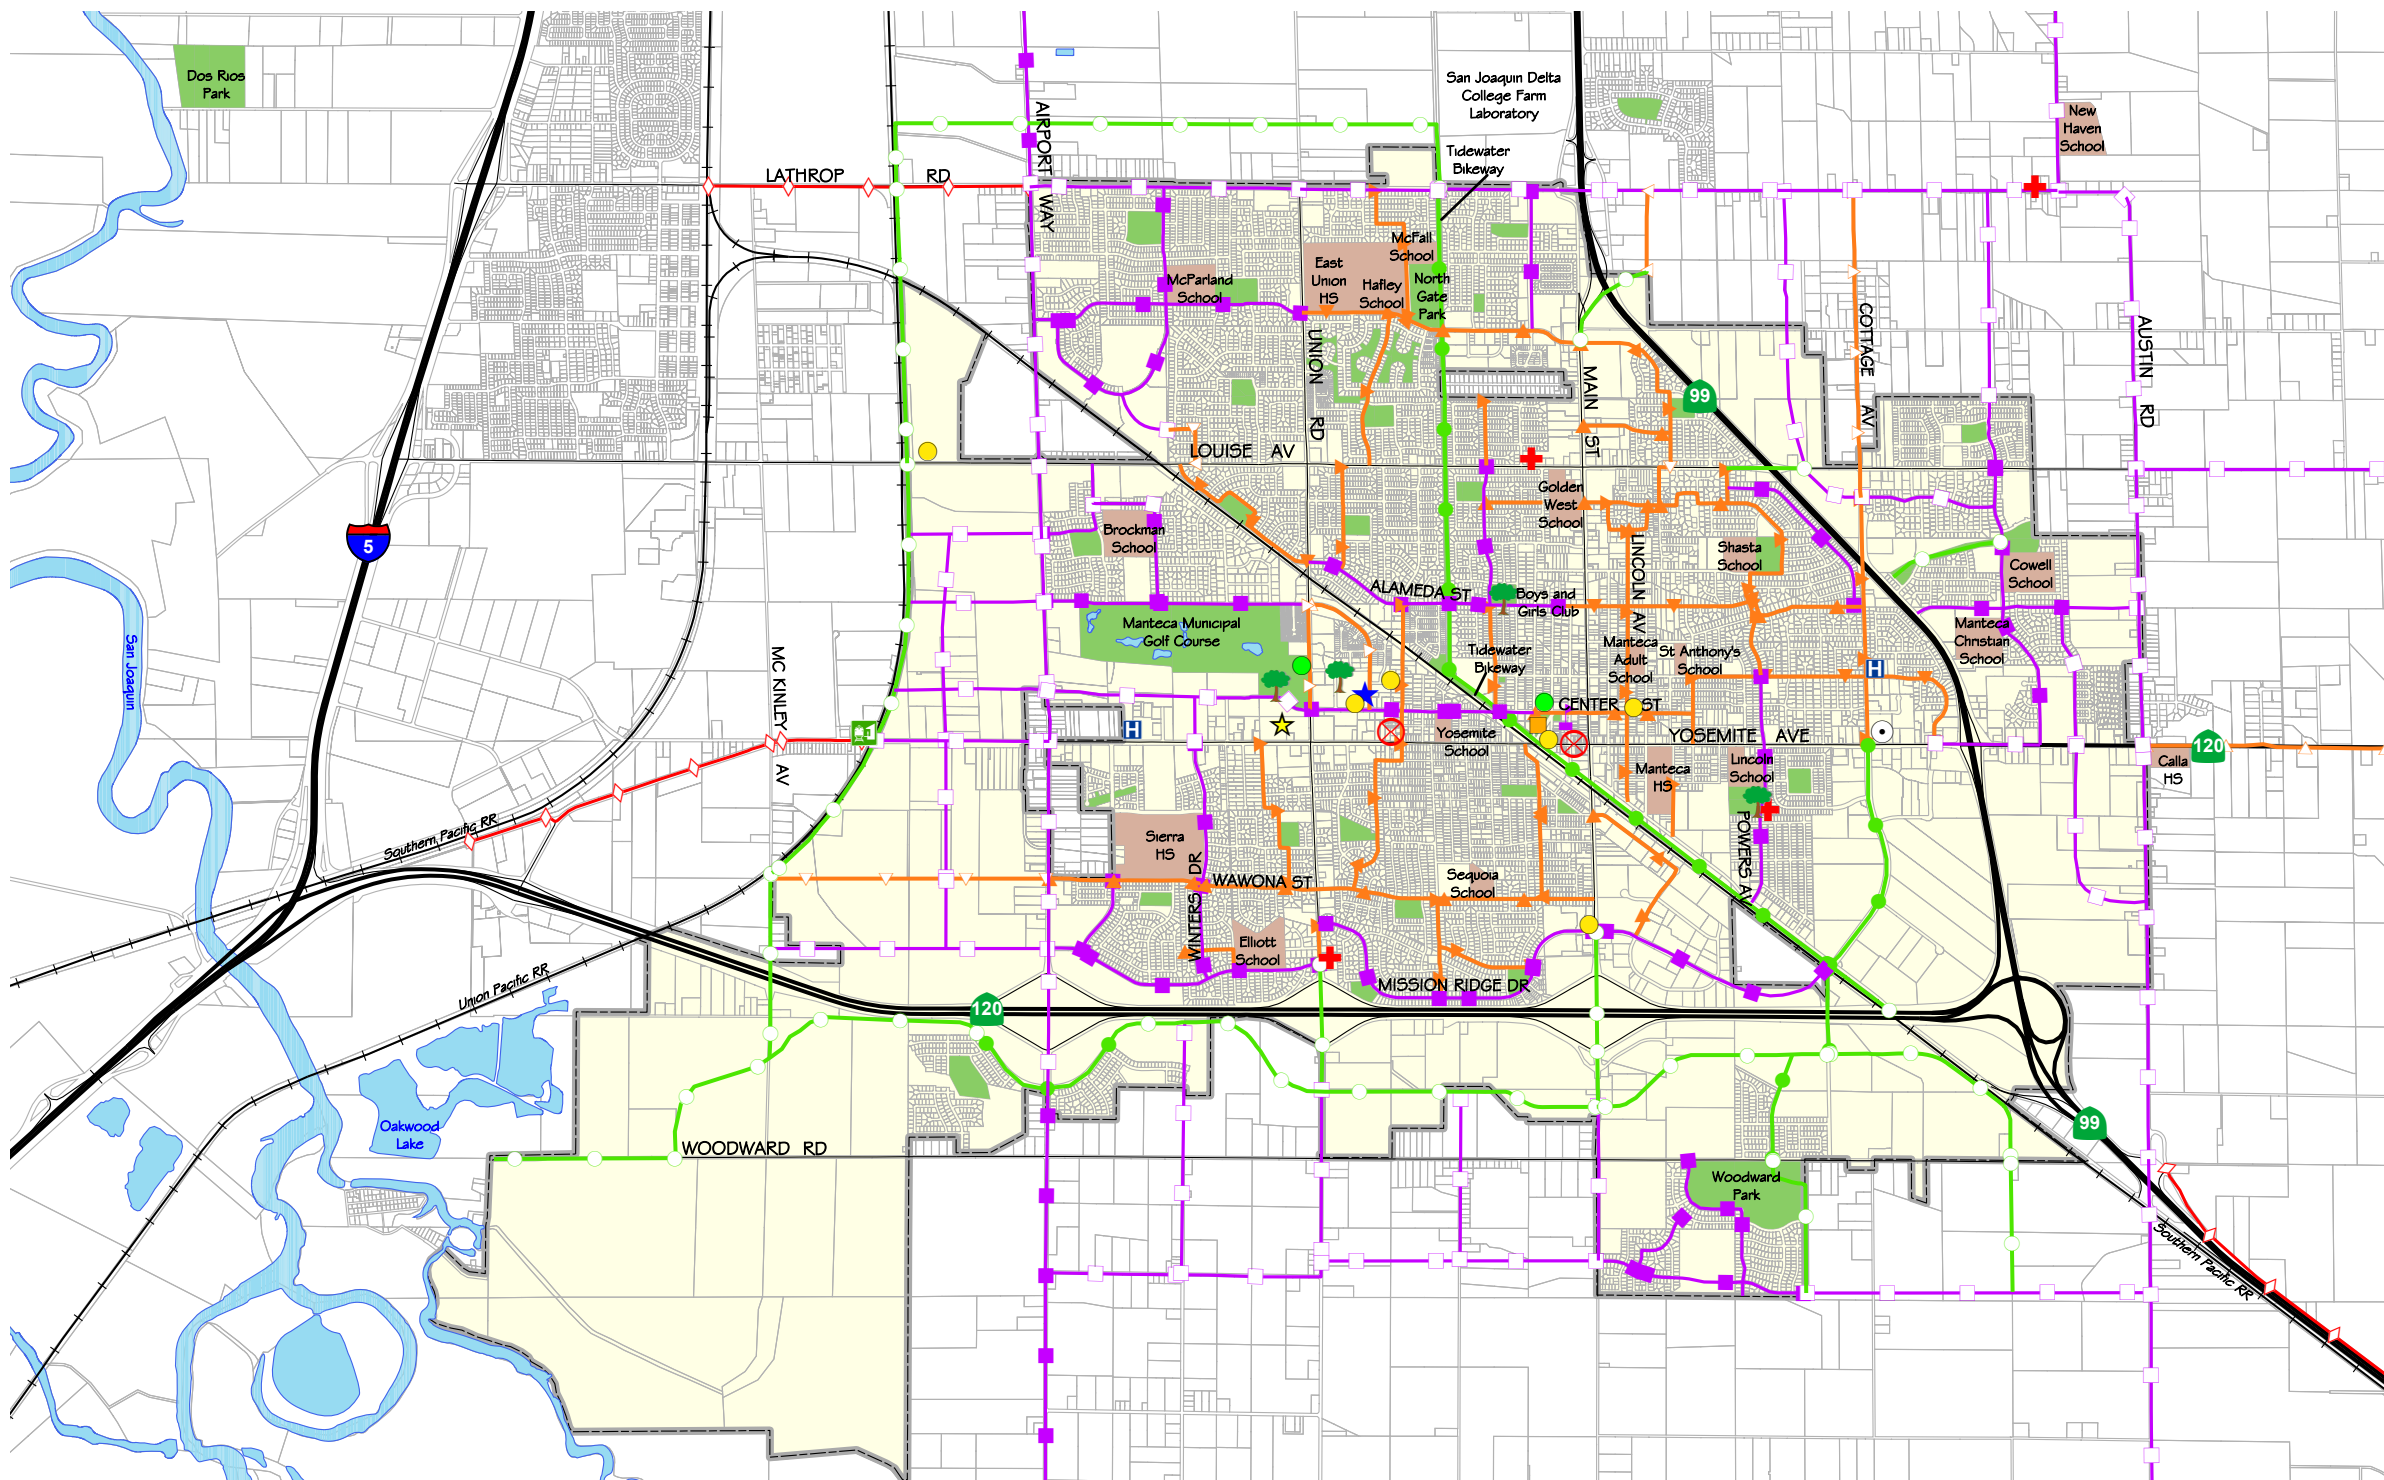 Dos Rios
Park
San Joaquin Delta
College Farm
Laboratory
New
Haven
School
AIRPORT WAY
Tidewater
Bikeway
LATHROP RD
McFall
School
East
Union
HS
Hafley
School
North
Gate
Park
McParland
School
UNION RD
MAIN ST
COTTAGE AV
AUSTIN RD
99
LOUISE AV
Golden
West
School
5
Brockman
School
LINCOLN AV
Shasta
School
Cowell
School
ALAMEDA ST
Boys and
Girls Club
San Joaquin
Manteca Municipal
Golf Course
Manteca
Adult
School
St Anthony's
School
Manteca
Christian
School
Tidewater
Bikeway
H
MC KINLEY AV
CENTER ST
H
Yosemite
School
YOSEMITE AVE
120
Calla
HS
Manteca
HS
Lincoln
School
POWERS AV
Southern Pacific RR
Sierra
HS
WINTERS DR
WAWONA ST
Sequoia
School
Elliott
School
Union Pacific RR
MISSION RIDGE DR
120
Oakwood
Lake
99
WOODWARD RD
Woodward
Park
Southern Pacific RR